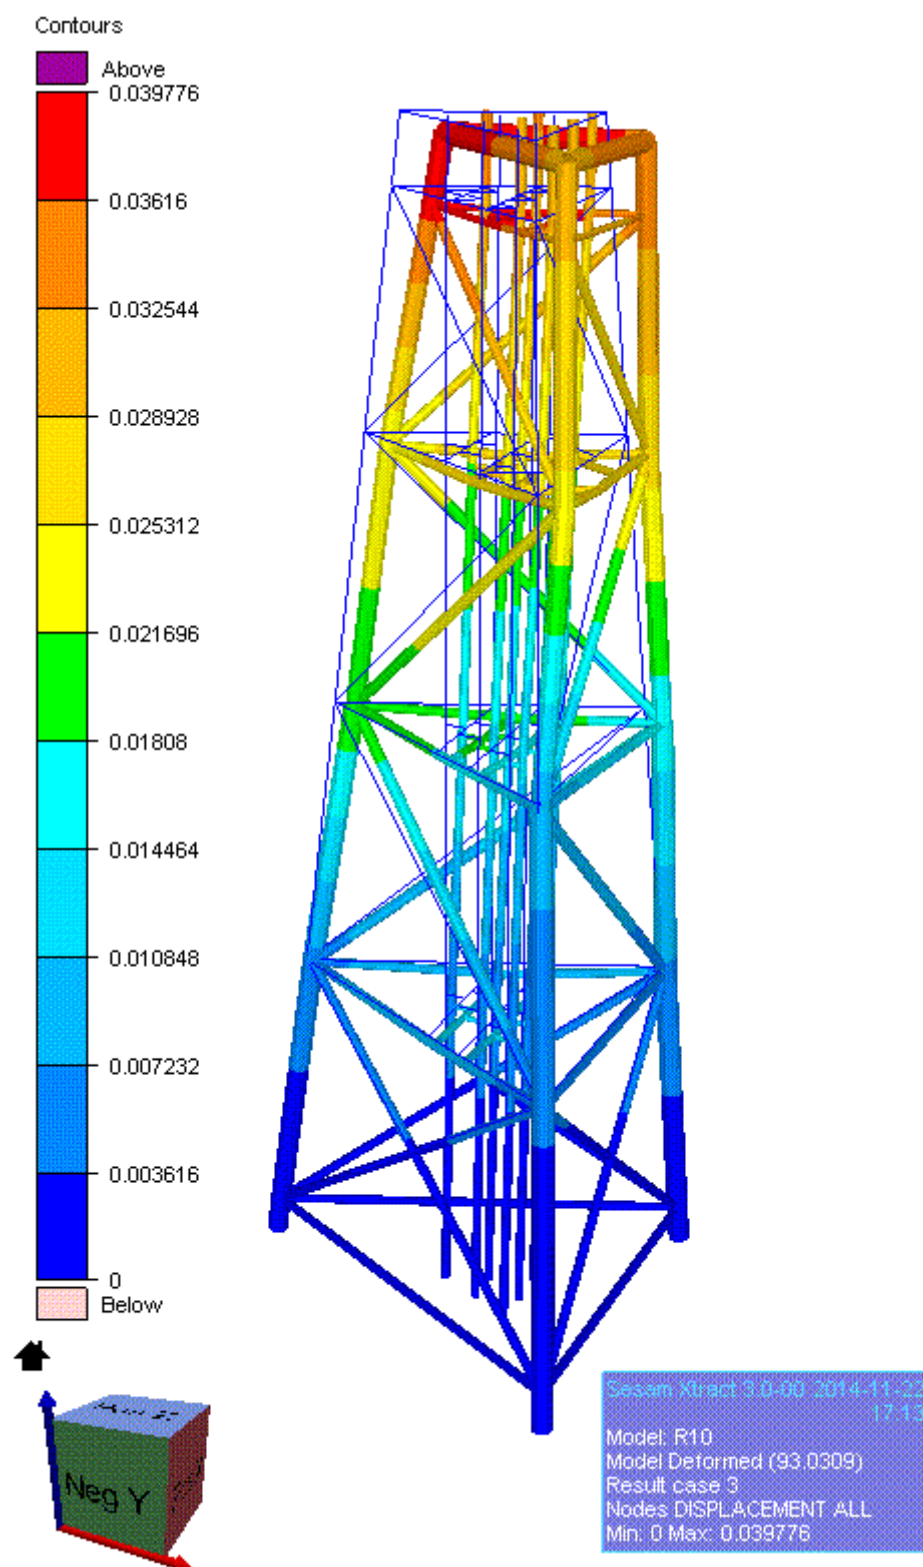 Contours
Above
0.039776
0.03616
0.032544
0.028928
0.025312
0.021696
0.01808
0.014464
0.010848
0.007232
0.003616
0
Below
Neg Y
Sesam Xtract 3.0-00 2014-11-22
17:13
Model: R10
Model Deformed (93.0309)
Result case 3
Nodes DISPLACEMENT ALL
Min: 0 Max: 0.039776